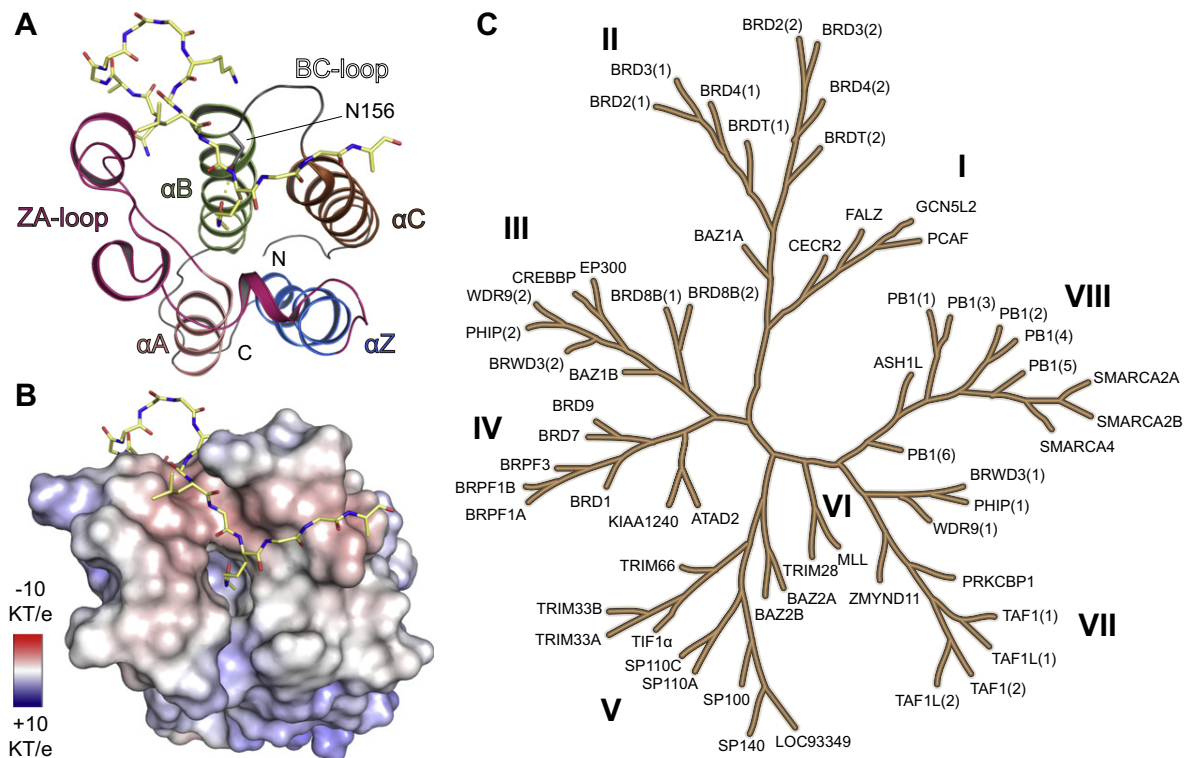 A
BC-loop
N156
αB
αC
ZA-loop
N
αA
C
αZ
B
-10
KT/e
+10
KT/e
C
II
BRD2(2)
BRD3(2)
BRD3(1)
BRD4(1)
BRD2(1)
BRD4(2)
BRDT(1)
BRDT(2)
I
GCN5L2
FALZ
PCAF
BAZ1A
CECR2
III
EP300
CREBBP
WDR9(2)
BRD8B(1)
BRD8B(2)
PHIP(2)
BRWD3(2)
BAZ1B
VIII
PB1(1)
PB1(3)
PB1(2)
PB1(4)
ASH1L
PB1(5)
SMARCA2A
SMARCA2B
SMARCA4
PB1(6)
IV
BRD9
BRD7
BRPF3
BRPF1B
BRPF1A
BRD1
KIAA1240
ATAD2
VI
BRWD3(1)
PHIP(1)
WDR9(1)
MLL
TRIM28
ZMYND11
PRKCBP1
VII
TAF1(1)
TAF1L(1)
TAF1(2)
TAF1L(2)
TRIM66
BAZ2A
BAZ2B
TRIM33B
TRIM33A
TIF1α
SP110C
SP110A
SP100
V
SP140
LOC93349